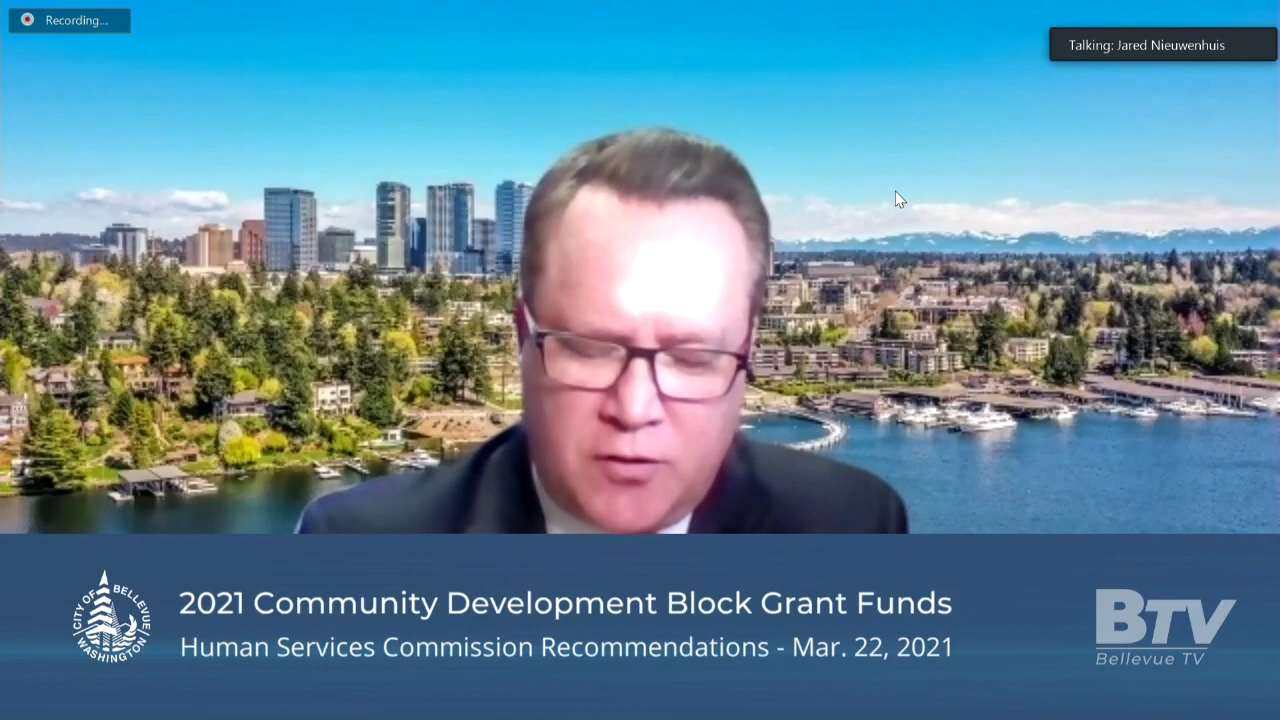 Recording...
Talking: Jared Nieuwenhuis
CITY OF BELLEVUE
WASHINGTON
2021 Community Development Block Grant Funds
Human Services Commission Recommendations - Mar. 22, 2021
BTV
Bellevue TV